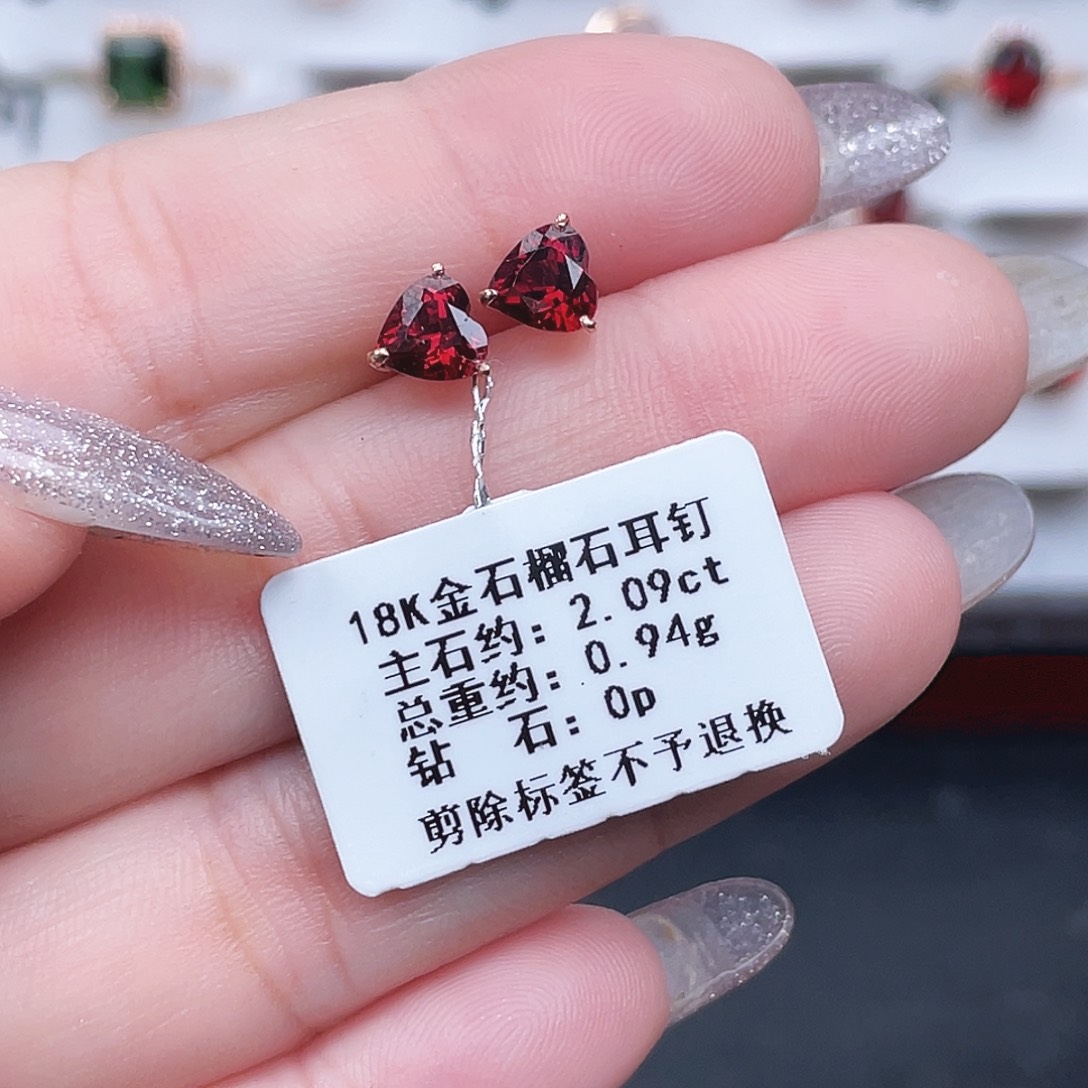 18K金石榴石耳钉
主石约: 2.09ct
总重约: 0.94g
钻 石: 0p
剪除标签不予退换